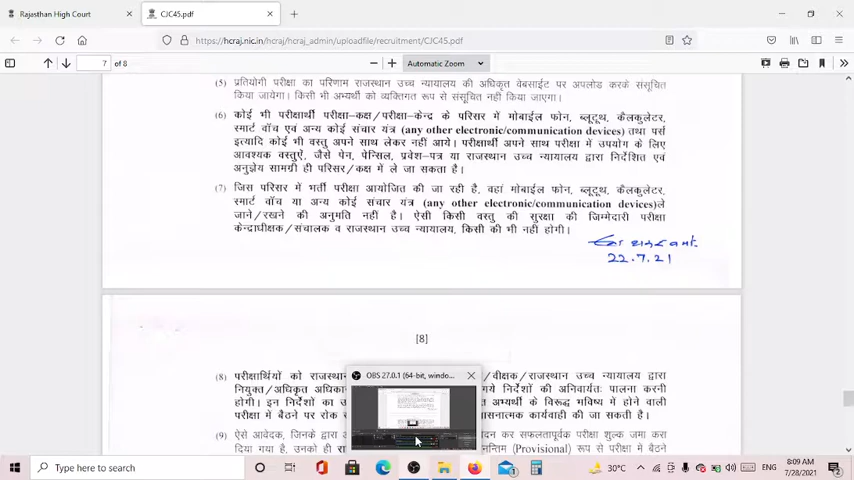 Rajasthan High Court
CJC45.pdf
https://hcraj.nic.in/hcraj/hcraj_admin/uploadfile/recruitment/CJC45.pdf
7 of 8
Automatic Zoom
(5) प्रतियोगी परीक्षा का परिणाम राजस्थान उच्च न्यायालय की अधिकृत वेबसाईट पर अपलोड करके संसूचित
किया जायेगा। किसी भी अभ्यर्थी को व्यक्तिगत रूप से संसूचित नहीं किया जाएगा।
(6) कोई भी परीक्षार्थी परीक्षा-कक्ष/परीक्षा-केन्द्र के परिसर में मोबाईल फोन, ब्लूटूथ, कैलकुलेटर,
स्मार्ट वॉच एवं अन्य कोई संचार यंत्र (any other electronic/communication devices) तथा पर्स
इत्यादि कोई भी वस्तु अपने साथ लेकर नहीं आये। परीक्षार्थी अपने साथ परीक्षा में उपयोग के लिए
आवश्यक वस्तुऐं, जैसे पेन, पेन्सिल, प्रवेश-पत्र या राजस्थान उच्च न्यायालय द्वारा निर्देशित एवं
अनुज्ञेय सामग्री ही परिसर/कक्ष में ले जा सकता है।
(7) जिस परिसर में भर्ती परीक्षा आयोजित की जा रही है, वहां मोबाईल फोन, ब्लूटूथ, कैलकुलेटर,
स्मार्ट वॉच या अन्य कोई संचार यंत्र (any other electronic/communication devices)ले
जाने/रखने की अनुमति नहीं है। ऐसी किसी वस्तु की सुरक्षा की जिम्मेदारी परीक्षा
केन्द्राधीक्षक/संचालक व राजस्थान उच्च न्यायालय, किसी की भी नहीं होगी।
22.7.21
[8]
(8) परीक्षार्थियों को राजस्थान /वीक्षक/राजस्थान उच्च न्यायालय द्वारा
नियुक्त/अधिकृत अधिका गये निर्देशों की अनिवार्यतः पालना करनी
होगी। इन निर्देशों का उ अभ्यर्थी के विरूद्ध भविष्य में होने वाली
परीक्षा में बैठने पर रोक स सनात्मक कार्यवाही की जा सकती है।
(9) ऐसे आवेदक, जिनके द्वारा दन कर सफलतापूर्वक परीक्षा शुल्क जमा करा
दिया गया है, उनको ही रा न्तिम (Provisional) रूप से परीक्षा में बैठने
OBS 27.0.1 (64-bit, windo...
Type here to search
30°C
ENG
8:09 AM
7/28/2021